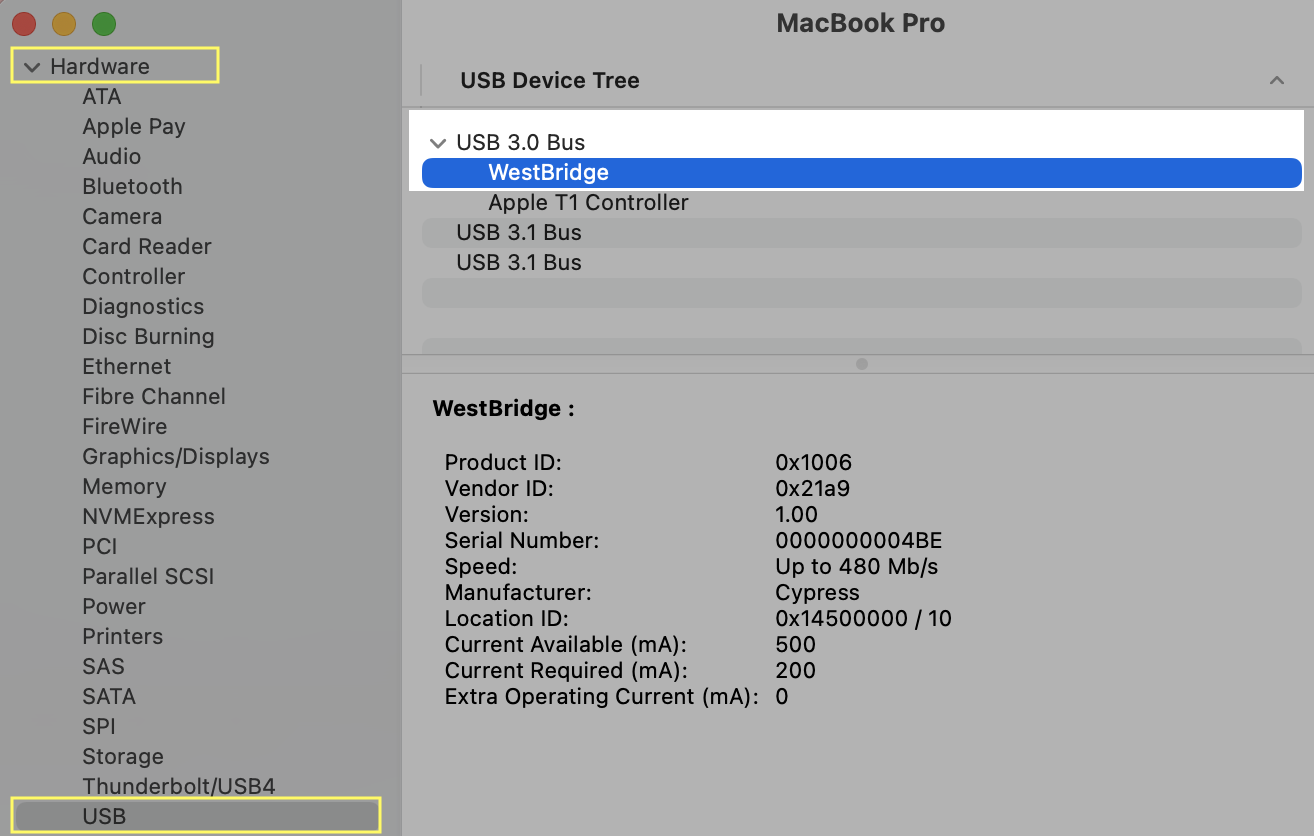 Hardware
ATA
Apple Pay
Audio
Bluetooth
Camera
Card Reader
Controller
Diagnostics
Disc Burning
Ethernet
Fibre Channel
FireWire
Graphics/Displays
Memory
NVMExpress
PCI
Parallel SCSI
Power
Printers
SAS
SATA
SPI
Storage
Thunderbolt/USB4
USB
MacBook Pro
USB Device Tree
USB 3.0 Bus
WestBridge
Apple T1 Controller
USB 3.1 Bus
USB 3.1 Bus
WestBridge :
Product ID: 0x1006
Vendor ID: 0x21a9
Version: 1.00
Serial Number: 0000000004BE
Speed: Up to 480 Mb/s
Manufacturer: Cypress
Location ID: 0x14500000 / 10
Current Available (mA): 500
Current Required (mA): 200
Extra Operating Current (mA): 0